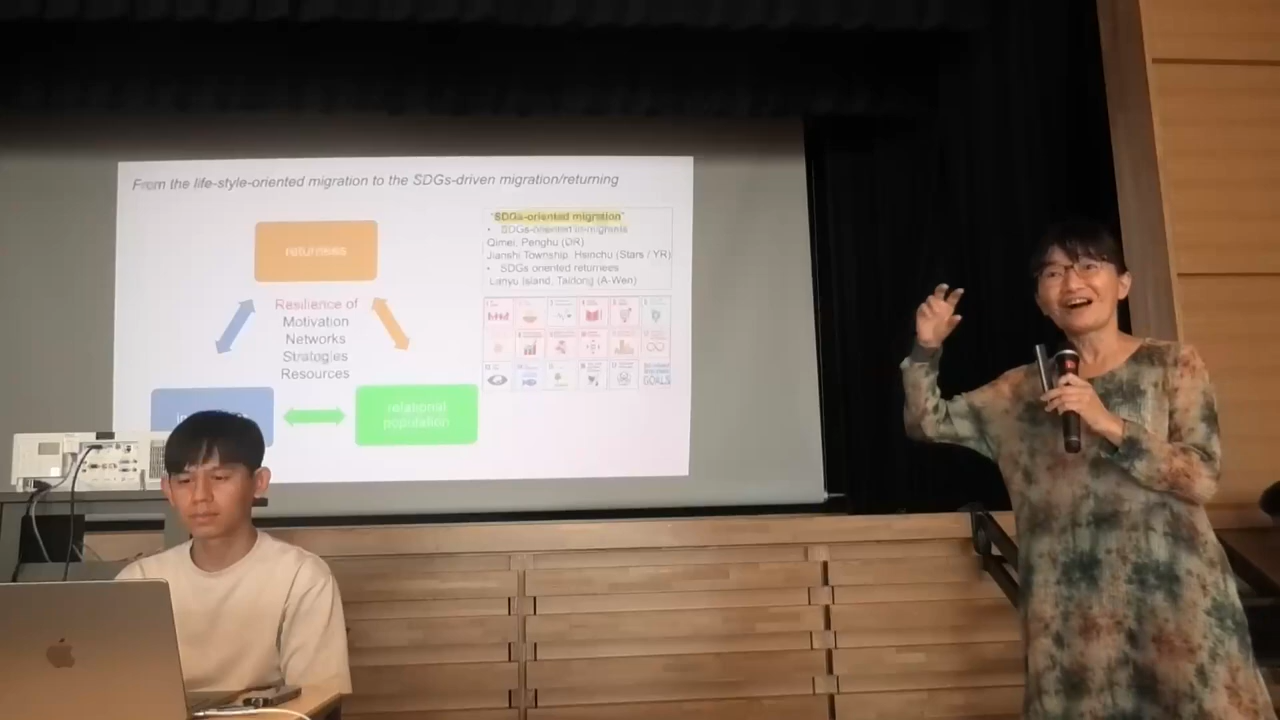 From the life-style-oriented migration to the SDGs-driven migration/returning
returnees
Resilience of
Motivation
Networks
Strategies
Resources
relational
population
"SDGs-oriented migration"
• SDGs-oriented im-migrants
Qimei, Penghu (DR)
Jianshi Township, Hsinchu (Stars / YR)
• SDGs oriented returnees
Lanyu Island, Taidong (A-Wen)
GOALS